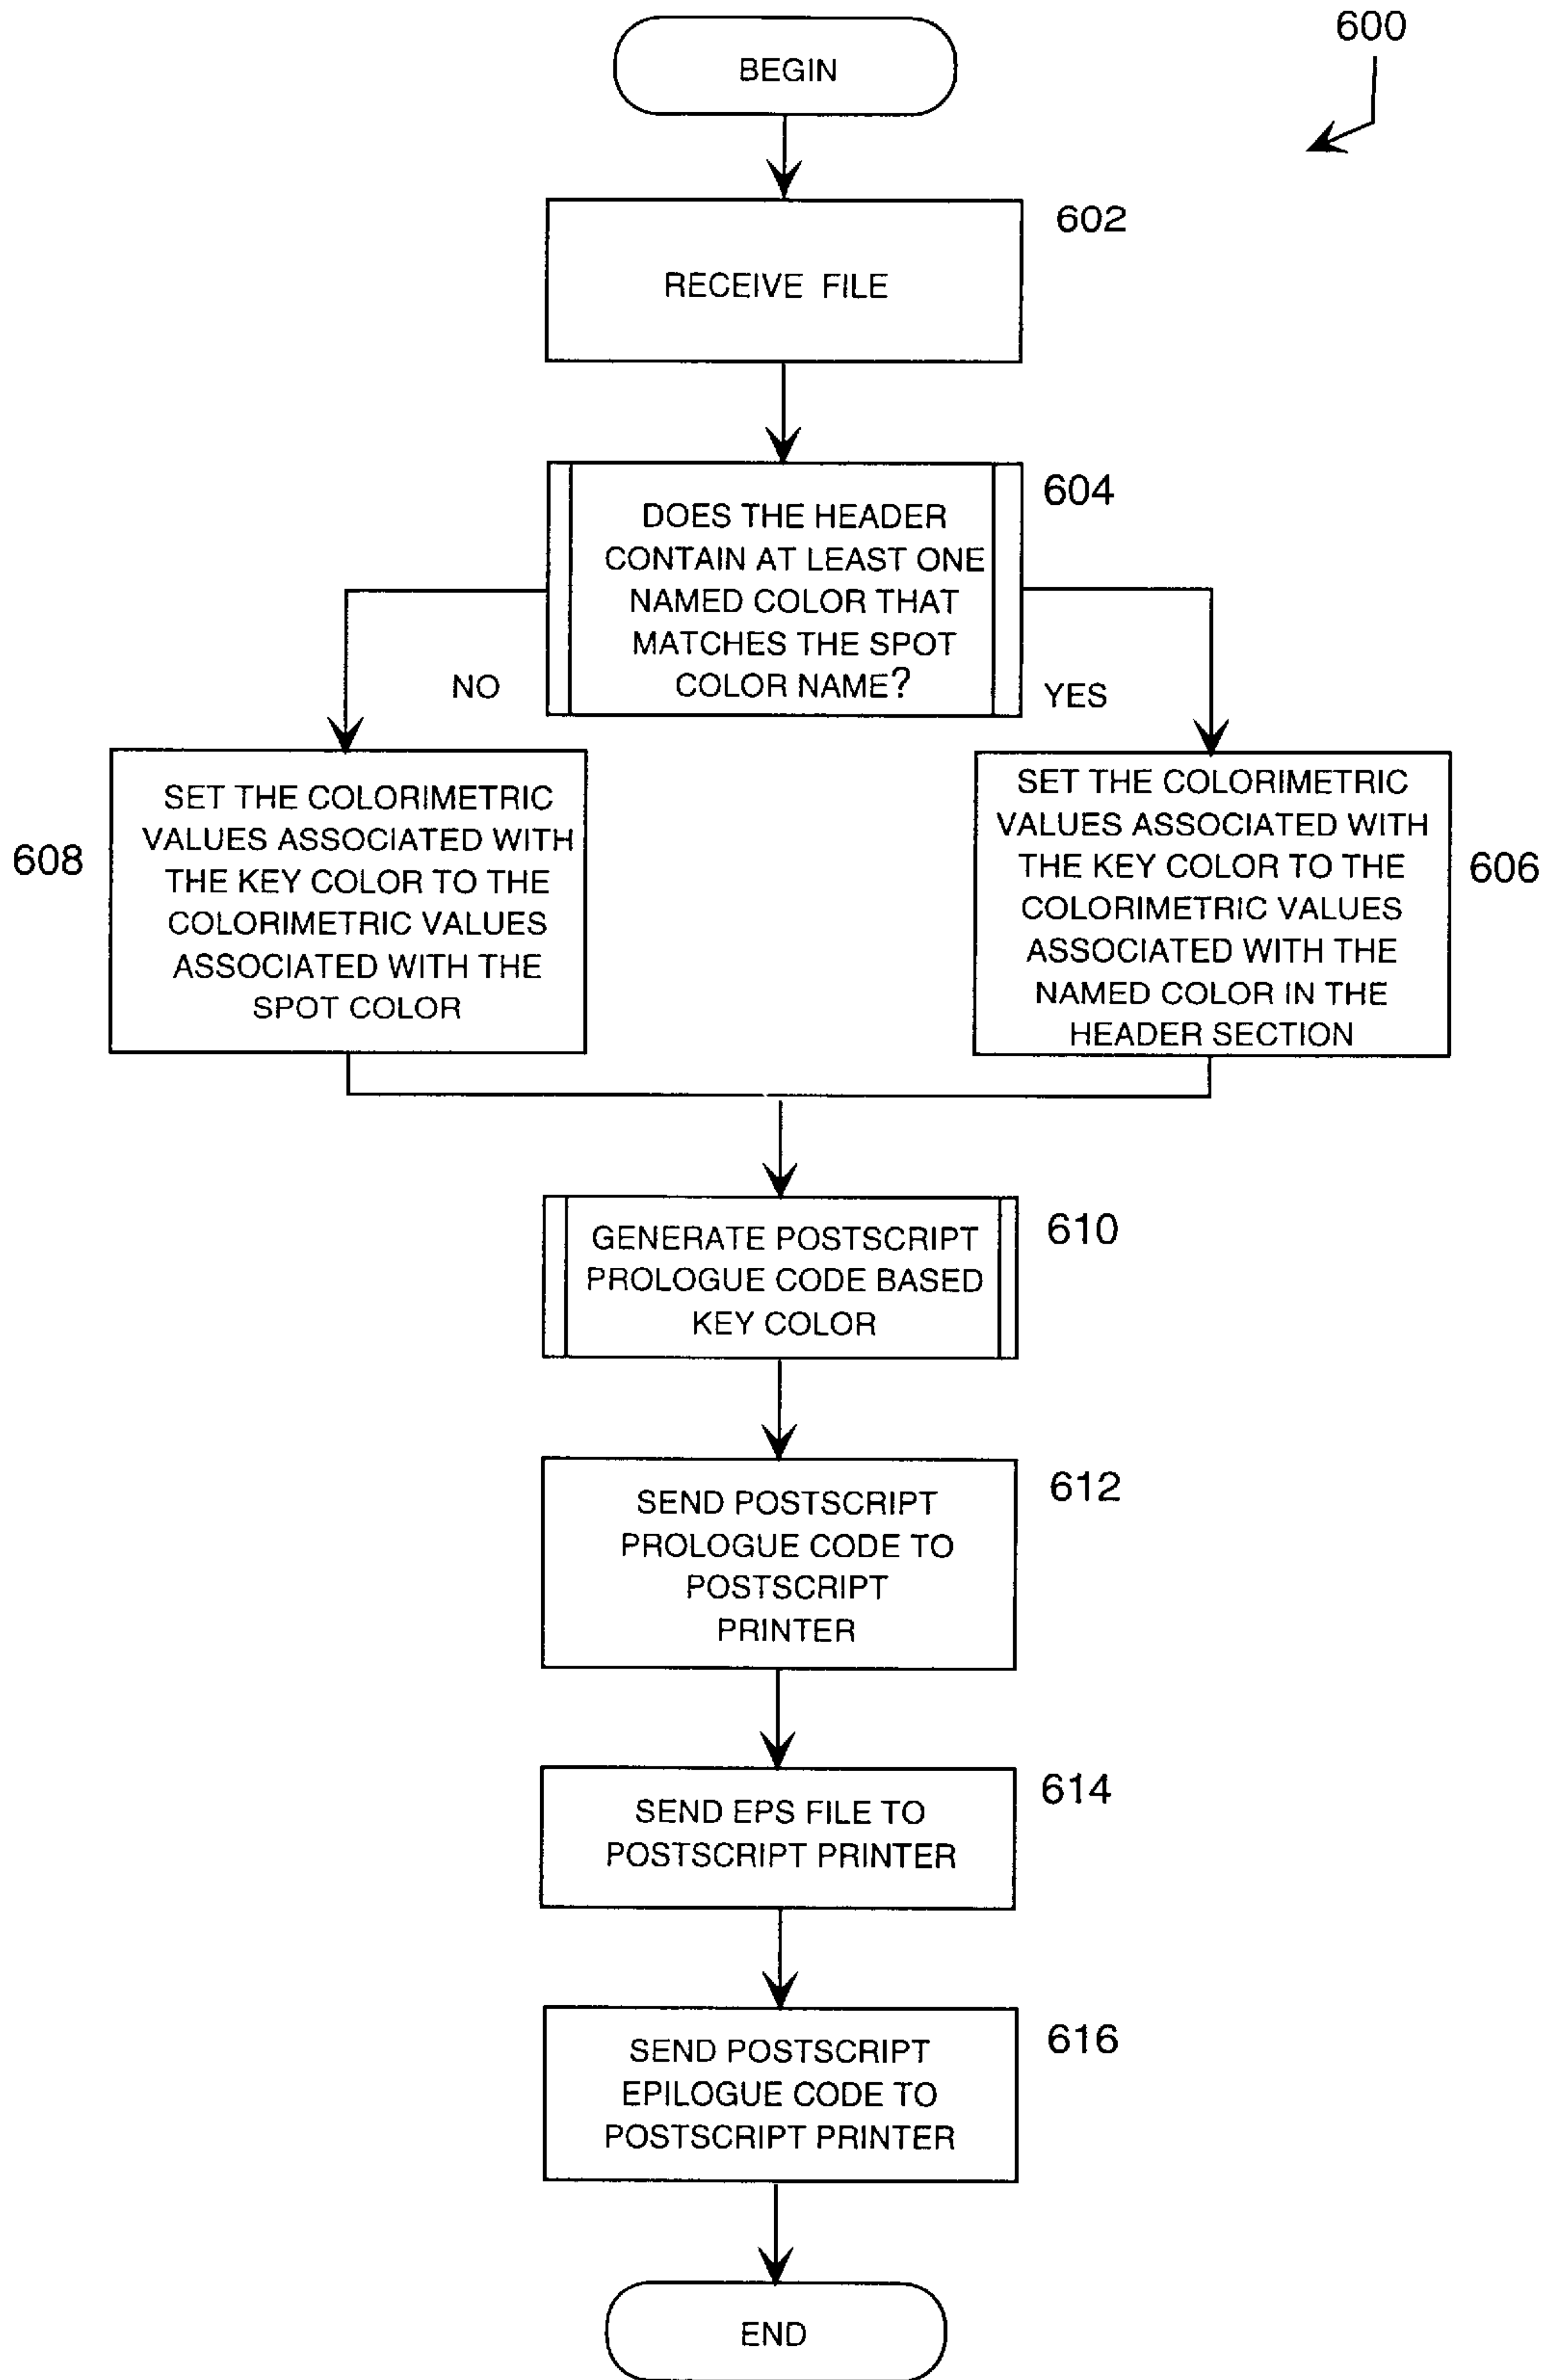 600
BEGIN
602
RECEIVE FILE
604
DOES THE HEADER
CONTAIN AT LEAST ONE
NAMED COLOR THAT
MATCHES THE SPOT
COLOR NAME?
NO
YES
608
SET THE COLORIMETRIC
VALUES ASSOCIATED WITH
THE KEY COLOR TO THE
COLORIMETRIC VALUES
ASSOCIATED WITH THE
SPOT COLOR
SET THE COLORIMETRIC
VALUES ASSOCIATED WITH
THE KEY COLOR TO THE
COLORIMETRIC VALUES
ASSOCIATED WITH THE
NAMED COLOR IN THE
HEADER SECTION
606
GENERATE POSTSCRIPT
PROLOGUE CODE BASED
KEY COLOR
610
SEND POSTSCRIPT
PROLOGUE CODE TO
POSTSCRIPT
PRINTER
612
SEND EPS FILE TO
POSTSCRIPT PRINTER
614
SEND POSTSCRIPT
EPILOGUE CODE TO
POSTSCRIPT PRINTER
616
END